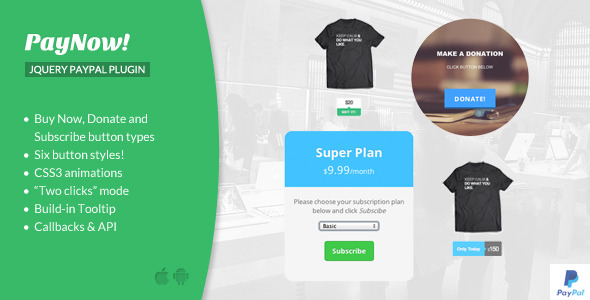 PayNow!
JQUERY PAYPAL PLUGIN
• Buy Now, Donate and
Subscribe button types
• Six button styles!
• CSS3 animations
• “Two clicks” mode
• Build-in Tooltip
• Callbacks & API
KEEP CALM &
DO WHAT YOU
LIKE.
$20
MAKE A DONATION
CLICK BUTTON BELOW
DONATE!
Super Plan
$9.99/month
Please choose your subscription plan
below and click Subscibe
Basic
Subscribe
KEEP CALM &
DO WHAT YOU
LIKE.
Only Today
£150
PayPal